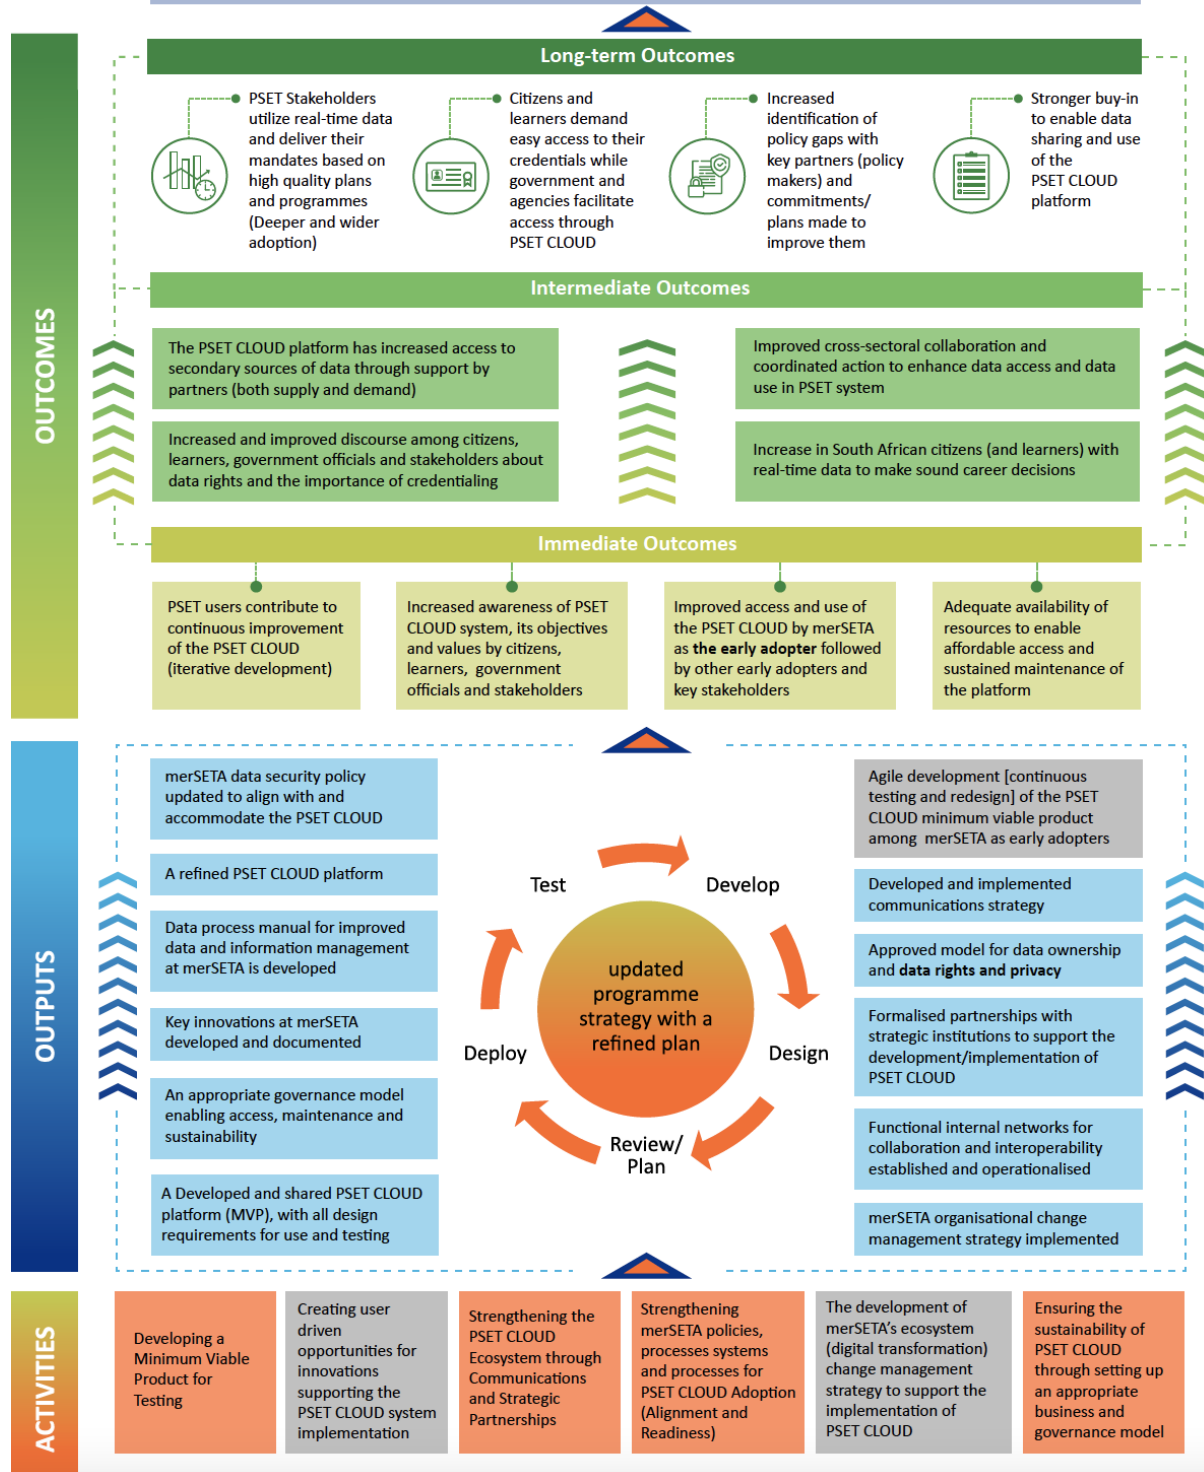 Long-term Outcomes
PSET Stakeholders
utilize real-time data
and deliver their
mandates based on
high quality plans
and programmes
(Deeper and wider
adoption)
Citizens and
learners demand
easy access to their
credentials while
government and
agencies facilitate
access through
PSET CLOUD
Increased
identification of
policy gaps with
key partners (policy
makers) and
commitments/
plans made to
improve them
Stronger buy-in
to enable data
sharing and use
of the
PSET CLOUD
platform
OUTCOMES
Intermediate Outcomes
The PSET CLOUD platform has increased access to
secondary sources of data through support by
partners (both supply and demand)
Improved cross-sectoral collaboration and
coordinated action to enhance data access and data
use in PSET system
Increased and improved discourse among citizens,
learners, government officials and stakeholders about
data rights and the importance of credentialing
Increase in South African citizens (and learners) with
real-time data to make sound career decisions
Immediate Outcomes
PSET users contribute to
continuous improvement
of the PSET CLOUD
(iterative development)
Increased awareness of PSET
CLOUD system, its objectives
and values by citizens,
learners, government
officials and stakeholders
Improved access and use of
the PSET CLOUD by merSETA
as the early adopter followed
by other early adopters and
key stakeholders
Adequate availability of
resources to enable
affordable access and
sustained maintenance of
the platform
OUTPUTS
merSETA data security policy
updated to align with and
accommodate the PSET CLOUD
A refined PSET CLOUD platform
Data process manual for improved
data and information management
at merSETA is developed
Key innovations at merSETA
developed and documented
An appropriate governance model
enabling access, maintenance and
sustainability
A Developed and shared PSET CLOUD
platform (MVP), with all design
requirements for use and testing
Test
Develop
Design
Review/
Plan
Deploy
updated
programme
strategy with a
refined plan
Agile development [continuous
testing and redesign] of the PSET
CLOUD minimum viable product
among merSETA as early adopters
Developed and implemented
communications strategy
Approved model for data ownership
and data rights and privacy
Formalised partnerships with
strategic institutions to support the
development/implementation of
PSET CLOUD
Functional internal networks for
collaboration and interoperability
established and operationalised
merSETA organisational change
management strategy implemented
ACTIVITIES
Developing a
Minimum Viable
Product for
Testing
Creating user
driven
opportunities for
innovations
supporting the
PSET CLOUD system
implementation
Strengthening the
PSET CLOUD
Ecosystem through
Communications
and Strategic
Partnerships
Strengthening
merSETA policies,
processes systems
and processes for
PSET CLOUD Adoption
(Alignment and
Readiness)
The development of
merSETA's ecosystem
(digital transformation)
change management
strategy to support the
implementation of
PSET CLOUD
Ensuring the
sustainability of
PSET CLOUD
through setting up
an appropriate
business and
governance model